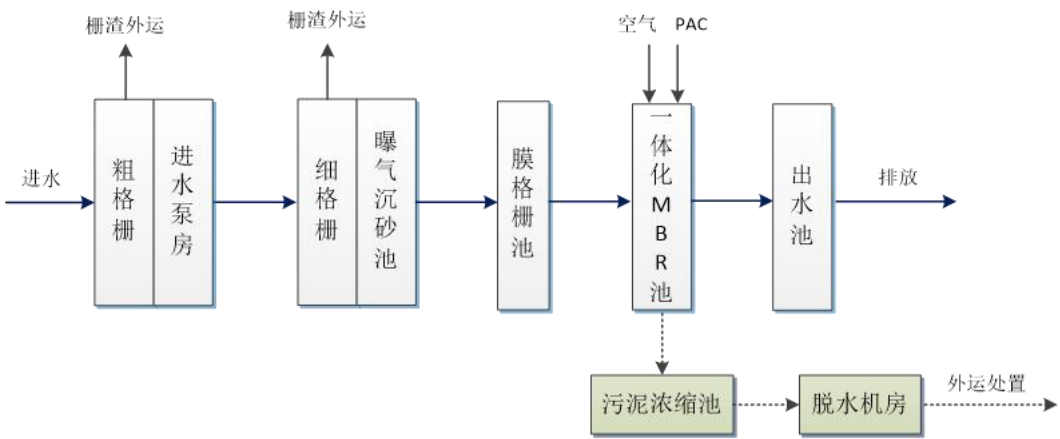 栅渣外运
栅渣外运
空气 PAC
进水
粗格栅
进水泵房
细格栅
曝气沉砂池
膜格栅池
一体化MBR池
出水池
排放
污泥浓缩池
脱水机房
外运处置